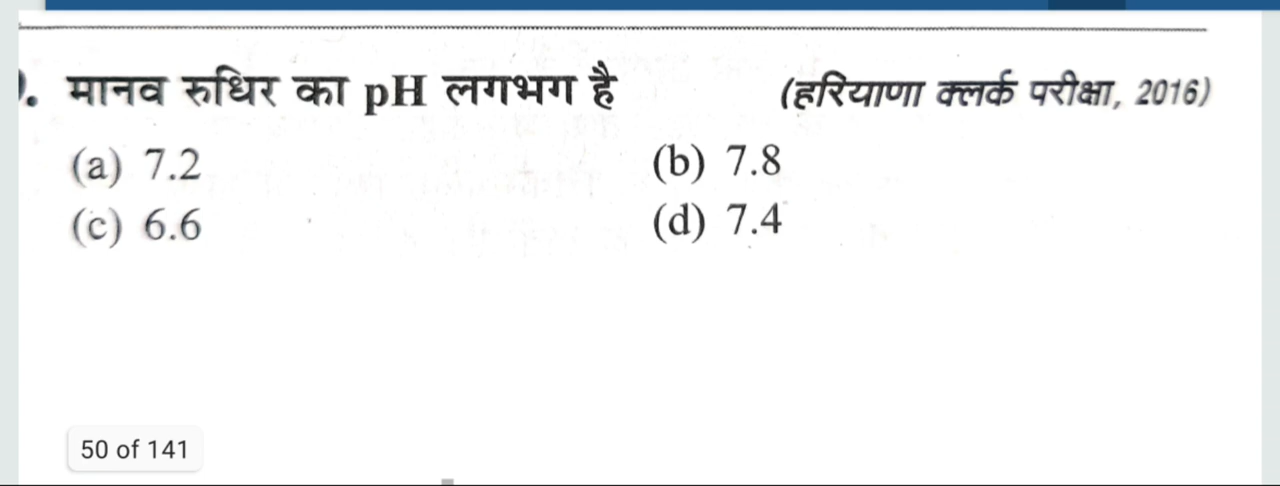 . मानव रुधिर का pH लगभग है (हरियाणा क्लर्क परीक्षा, 2016)
(a) 7.2 (b) 7.8
(c) 6.6 (d) 7.4
50 of 141